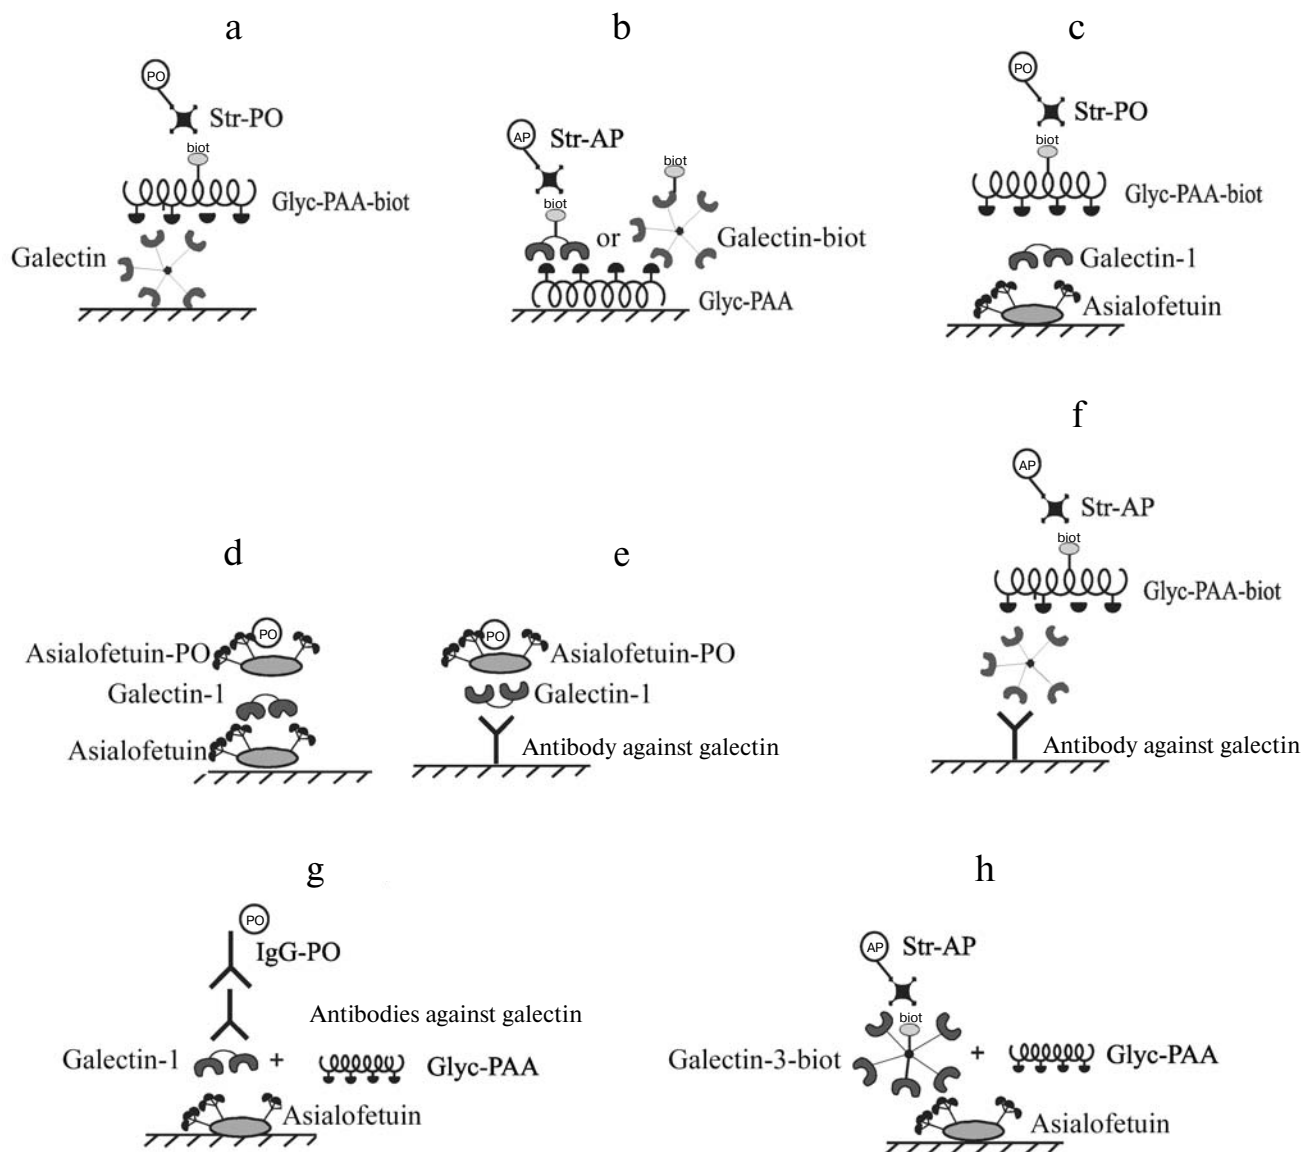 a
PO
Str-PO
biot
Glyc-PAA-biot
Galectin
b
AP
Str-AP
biot
biot
or
Galectin-biot
Glyc-PAA
c
PO
Str-PO
biot
Glyc-PAA-biot
Galectin-1
Asialofetuin
d
PO
Asialofetuin-PO
Galectin-1
Asialofetuin
e
PO
Asialofetuin-PO
Galectin-1
Antibody against galectin
f
AP
Str-AP
biot
Glyc-PAA-biot
Antibody against galectin
g
PO
IgG-PO
Antibodies against galectin
Galectin-1 + Glyc-PAA
Asialofetuin
h
AP
Str-AP
biot
Galectin-3-biot + Glyc-PAA
Asialofetuin